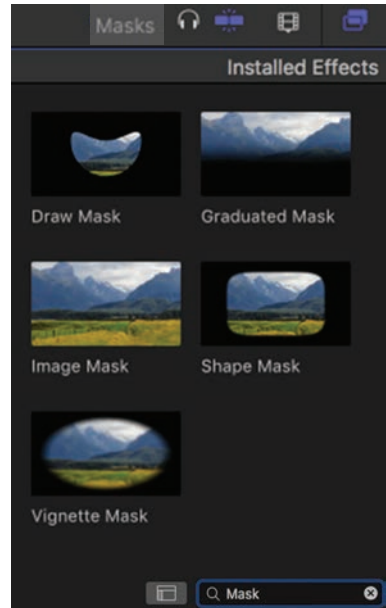 Masks
Installed Effects
Draw Mask
Graduated Mask
Image Mask
Shape Mask
Vignette Mask
Mask